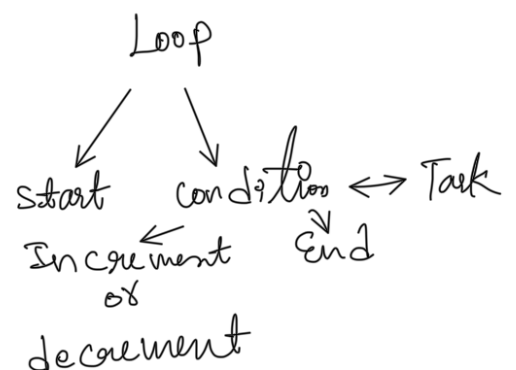 Loop
Start condition Task
Increment End
or
decrement